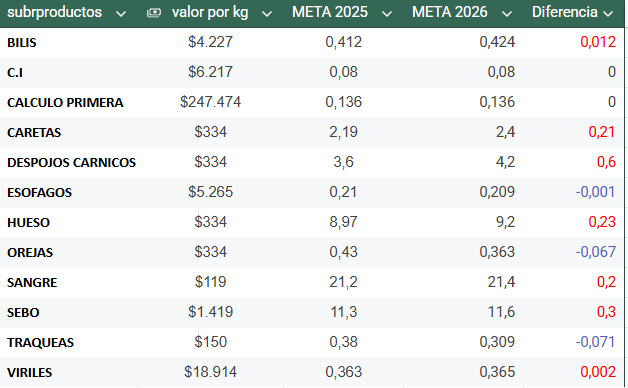 subrproductos valor por kg META 2025 META 2026 Diferencia
BILIS $4.227 0,412 0,424 0,012
C.I $6.217 0,08 0,08 0
CALCULO PRIMERA $247.474 0,136 0,136 0
CARETAS $334 2,19 2,4 0,21
DESPOJOS CARNICOS $334 3,6 4,2 0,6
ESOFAGOS $5.265 0,21 0,209 -0,001
HUESO $334 8,97 9,2 0,23
OREJAS $334 0,43 0,363 -0,067
SANGRE $119 21,2 21,4 0,2
SEBO $1.419 11,3 11,6 0,3
TRAQUEAS $150 0,38 0,309 -0,071
VIRILES $18.914 0,363 0,365 0,002